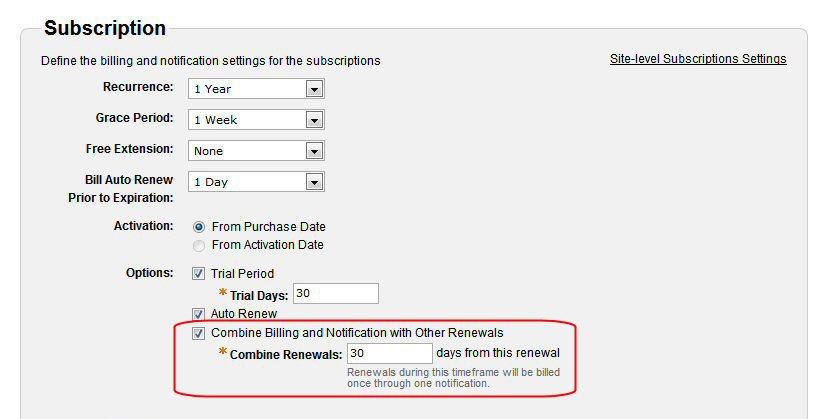 Subscription
Define the billing and notification settings for the subscriptions
Site-level Subscriptions Settings
Recurrence: 1 Year
Grace Period: 1 Week
Free Extension: None
Bill Auto Renew
Prior to Expiration: 1 Day
Activation: From Purchase Date
From Activation Date
Options: Trial Period
* Trial Days: 30
Auto Renew
Combine Billing and Notification with Other Renewals
* Combine Renewals: 30 days from this renewal
Renewals during this timeframe will be billed
once through one notification.